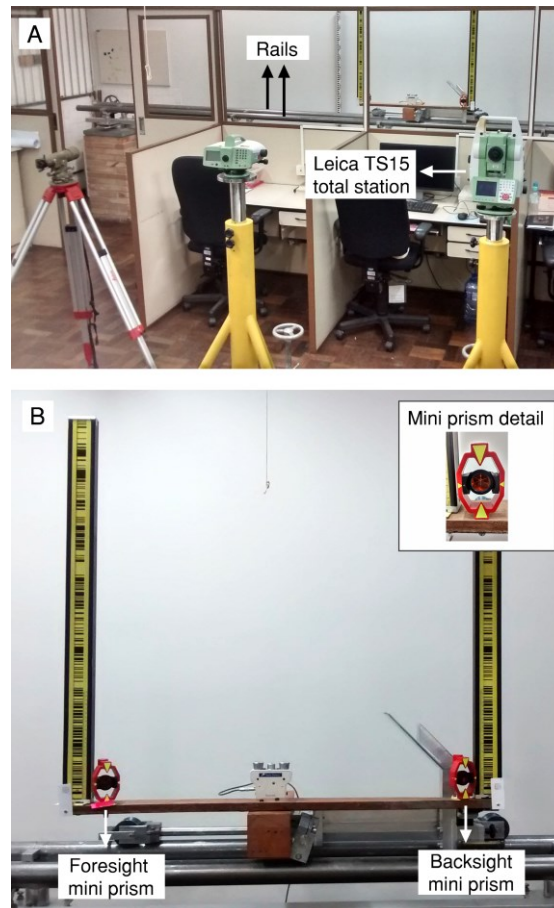 A
Rails
Leica TS15
total station
B
Mini prism detail
Foresight
mini prism
Backsight
mini prism